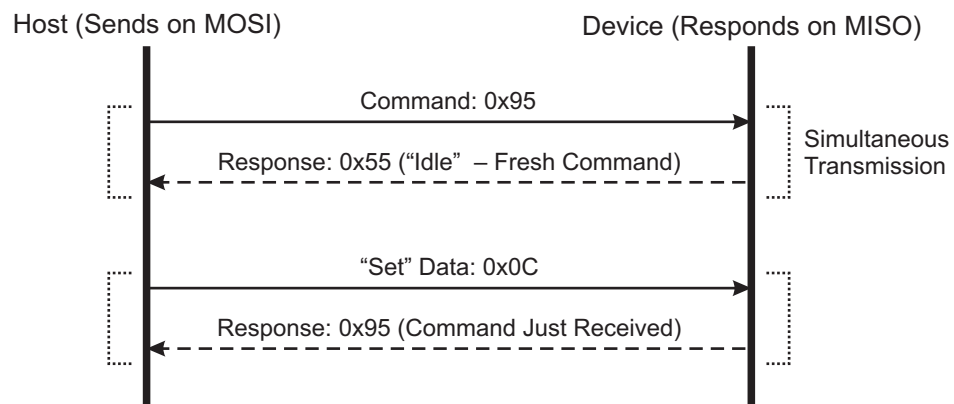 Host (Sends on MOSI)
Device (Responds on MISO)
Command: 0x95
Simultaneous
Transmission
Response: 0x55 (“Idle” – Fresh Command)
“Set” Data: 0x0C
Response: 0x95 (Command Just Received)